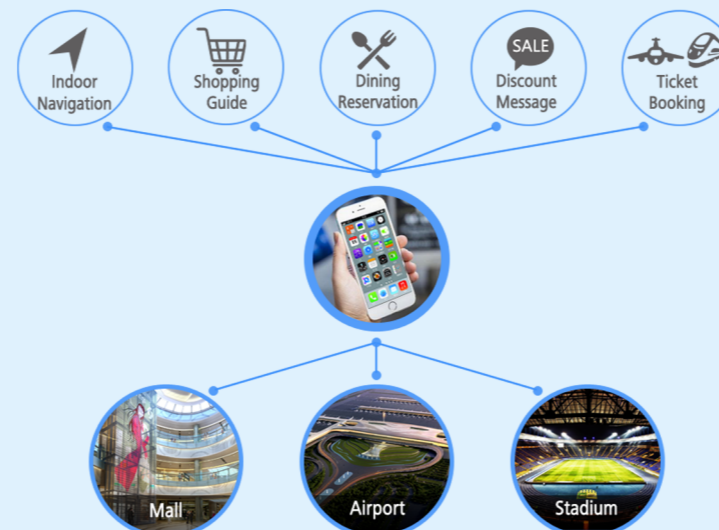 Indoor
Navigation
Shopping
Guide
Dining
Reservation
SALE
Discount
Message
Ticket
Booking
Mall
Airport
Stadium